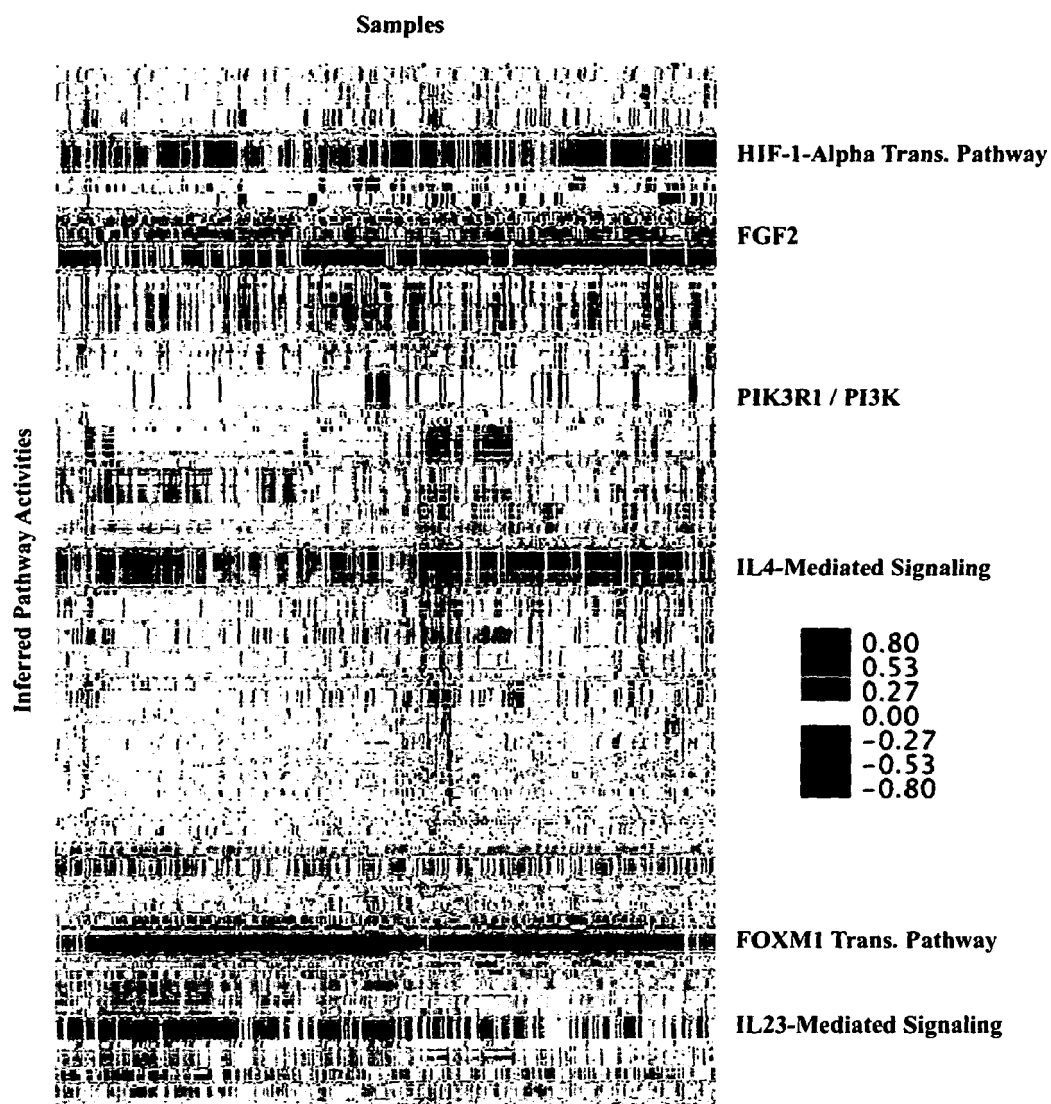 Samples
HIF-1-Alpha Trans. Pathway
FGF2
PIK3R1 / PI3K
Inferred Pathway Activities
IL4-Mediated Signaling
0.80
0.53
0.27
0.00
-0.27
-0.53
-0.80
FOXM1 Trans. Pathway
IL23-Mediated Signaling